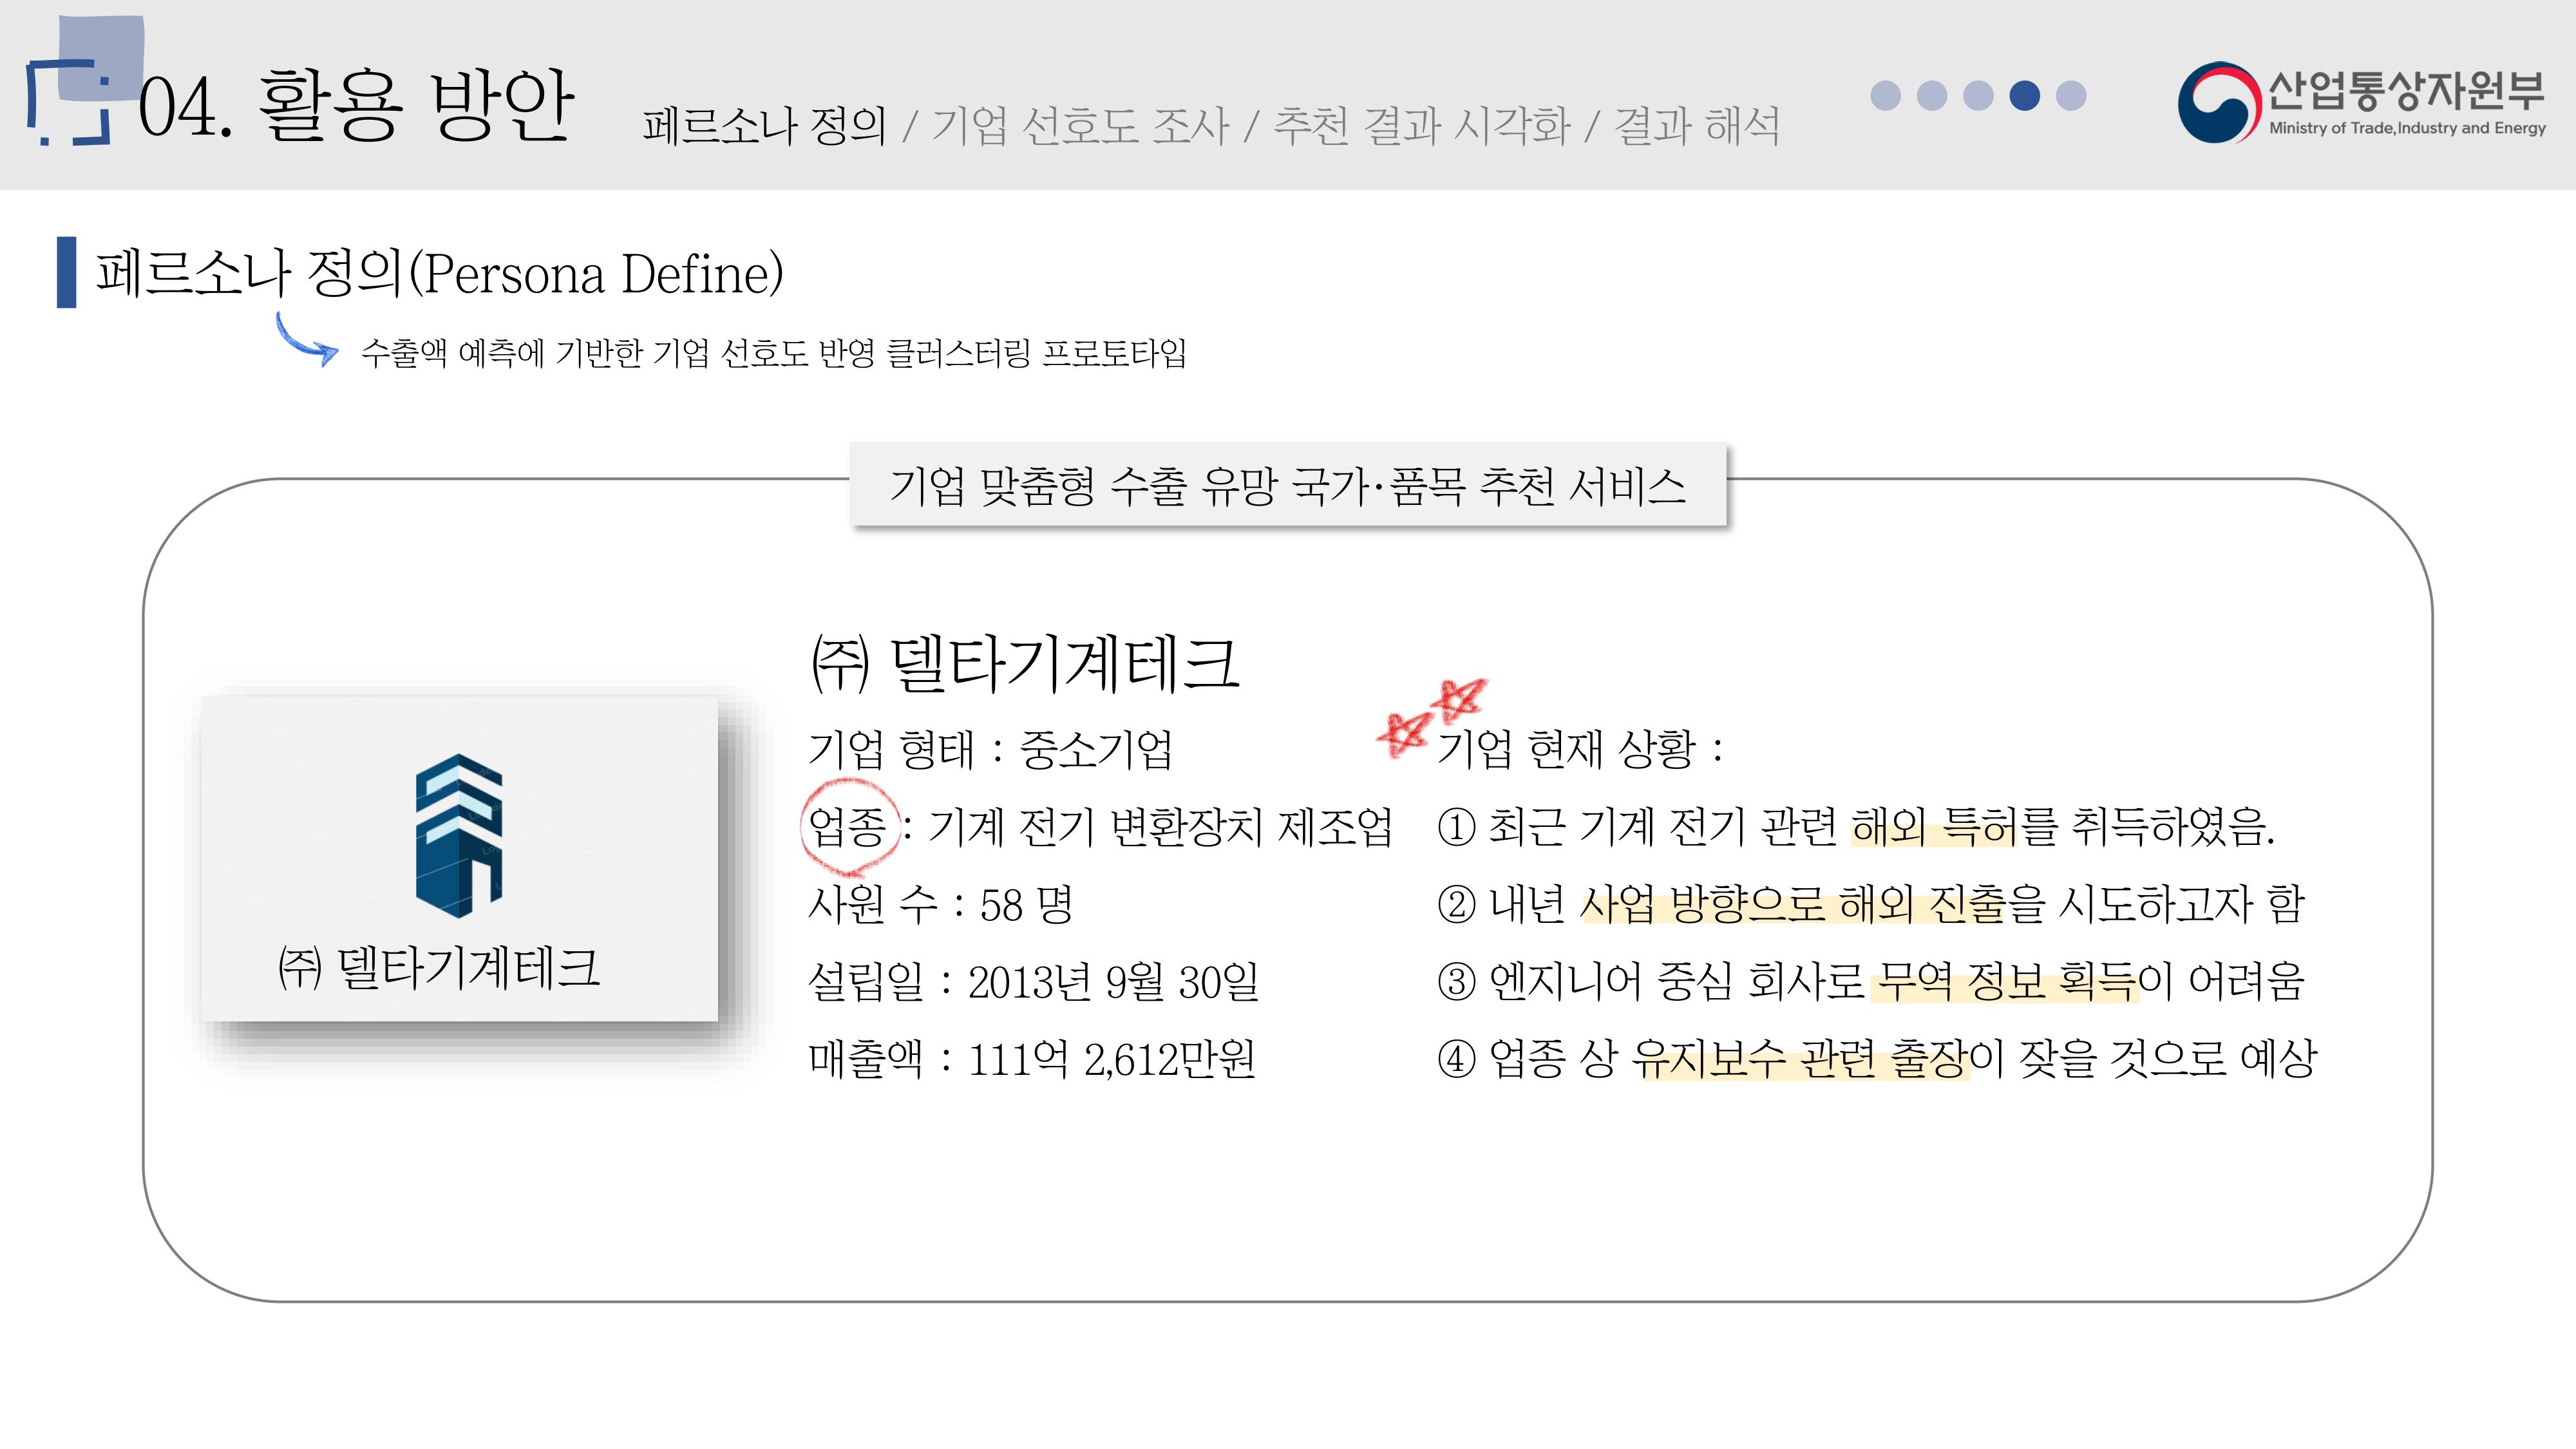 04. 활용 방안
페르소나 정의 / 기업 선호도 조사 / 추천 결과 시각화 / 결과 해석
산업통상자원부
Ministry of Trade,Industry and Energy
페르소나 정의(Persona Define)
수출액 예측에 기반한 기업 선호도 반영 클러스터링 프로토타입
기업 맞춤형 수출 유망 국가·품목 추천 서비스
㈜ 델타기계테크
㈜ 델타기계테크
기업 형태 : 중소기업
업종 : 기계 전기 변환장치 제조업
사원 수 : 58 명
설립일 : 2013년 9월 30일
매출액 : 111억 2,612만원
기업 현재 상황 :
① 최근 기계 전기 관련 해외 특허를 취득하였음.
② 내년 사업 방향으로 해외 진출을 시도하고자 함
③ 엔지니어 중심 회사로 무역 정보 획득이 어려움
④ 업종 상 유지보수 관련 출장이 잦을 것으로 예상